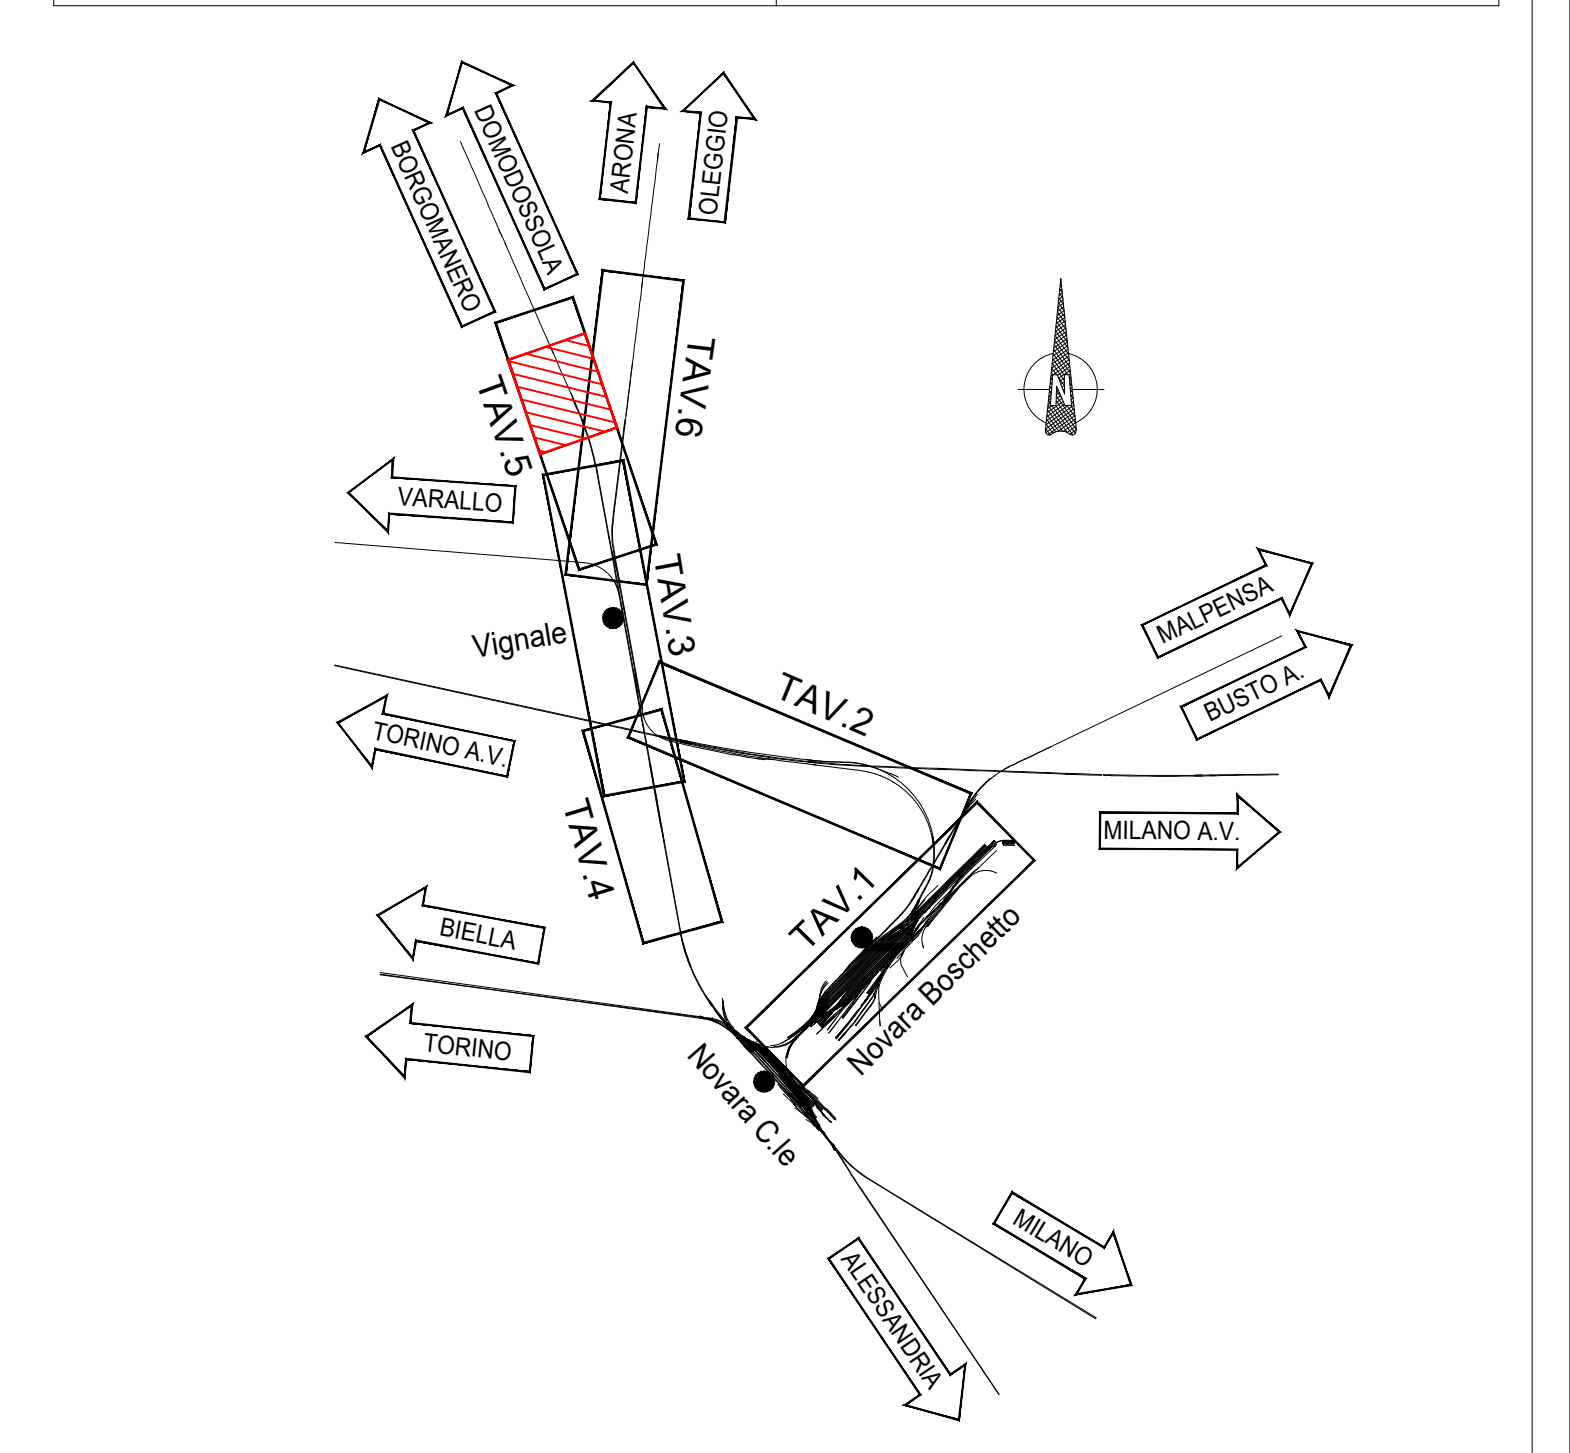 DOMODOSSOLA
BORGOMANERO
ARONA
OLEGGIO
TAV.6
N
TAV.5
VARALLO
TAV.3
Vignale
MALPENSA
BUSTO A.
TAV.2
TORINO A.V.
MILANO A.V.
TAV.4
TAV.1
BIELLA
Novara Boschetto
TORINO
Novara C.le
MILANO
ALESSANDRIA